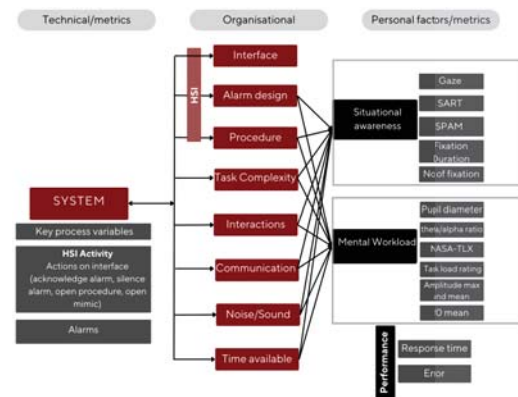 Technical/metrics
Organisational
Personal factors/metrics
HSI
Interface
Alarm design
Procedure
Task Complexity
Interactions
Communication
Noise/Sound
Time available
SYSTEM
Key process variables
HSI Activity
Actions on interface
(acknowledge alarm, silence
alarm, open procedure, open
mimic)
Alarms
Situational
awareness
Gaze
SART
SPAM
Fixation
Duration
No of fixation
Mental Workload
Pupil diameter
theta/alpha ratio
NASA-TLX
Task load rating
Amplitude max
and mean
mean
Performance
Response time
Error